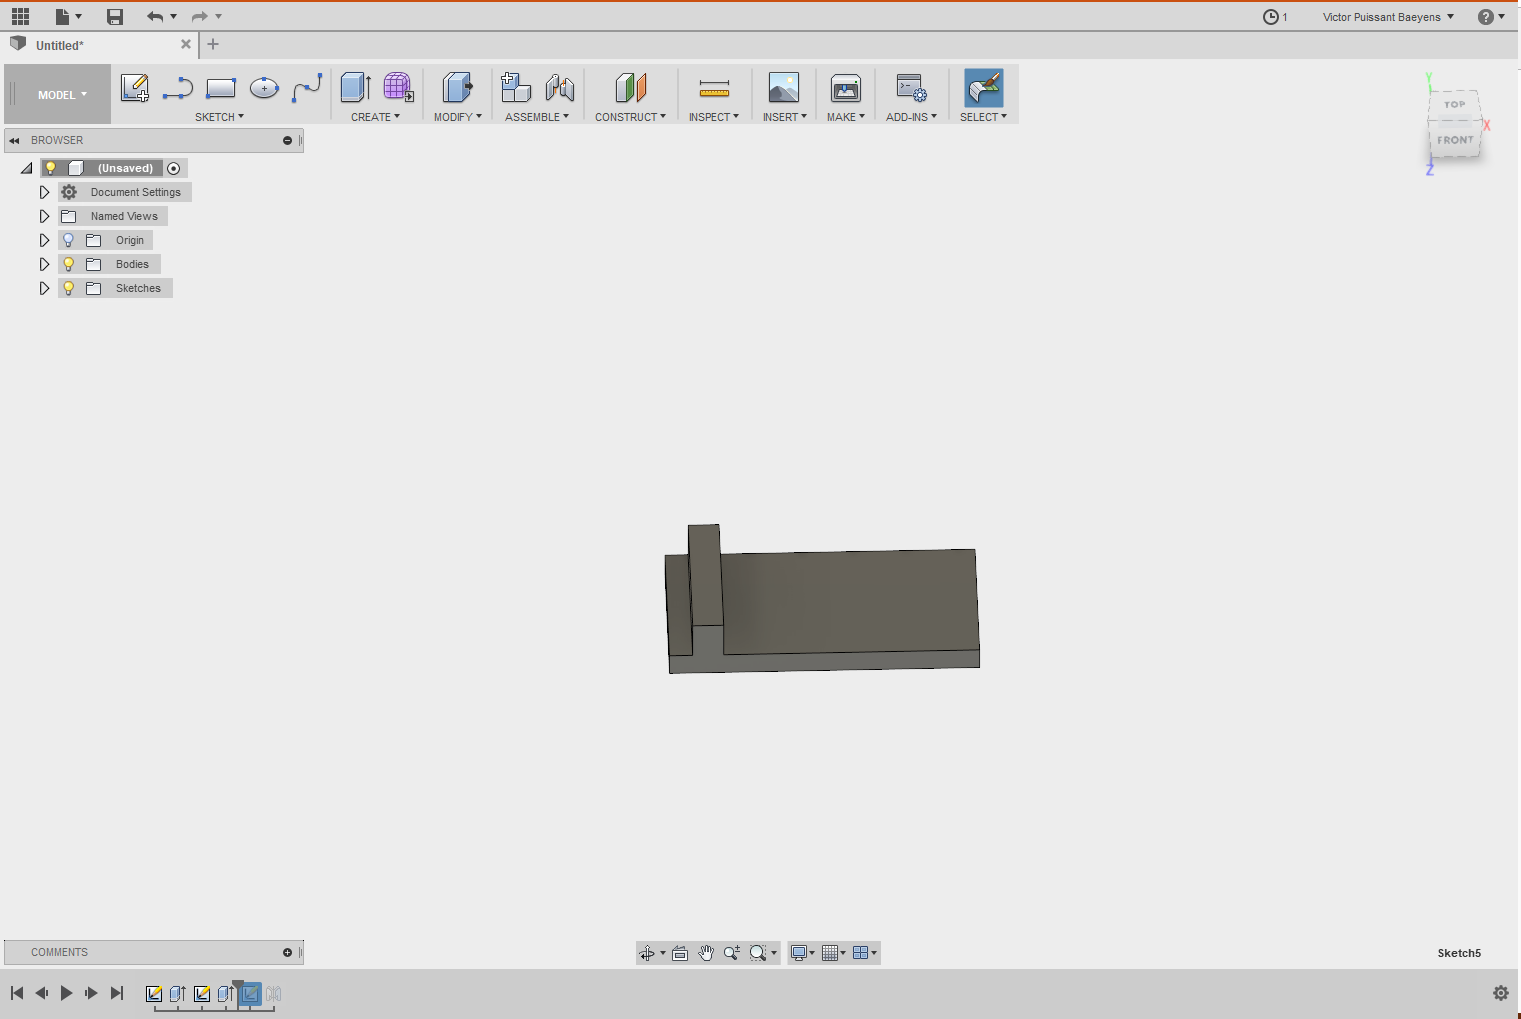 1 Victor Puissant Baeyens
Untitled*
MODEL SKETCH CREATE MODIFY ASSEMBLE CONSTRUCT INSPECT INSERT MAKE ADD-INS SELECT
Y
TOP
X
FRONT
Z
BROWSER
(Unsaved)
Document Settings
Named Views
Origin
Bodies
Sketches
COMMENTS
Sketch5